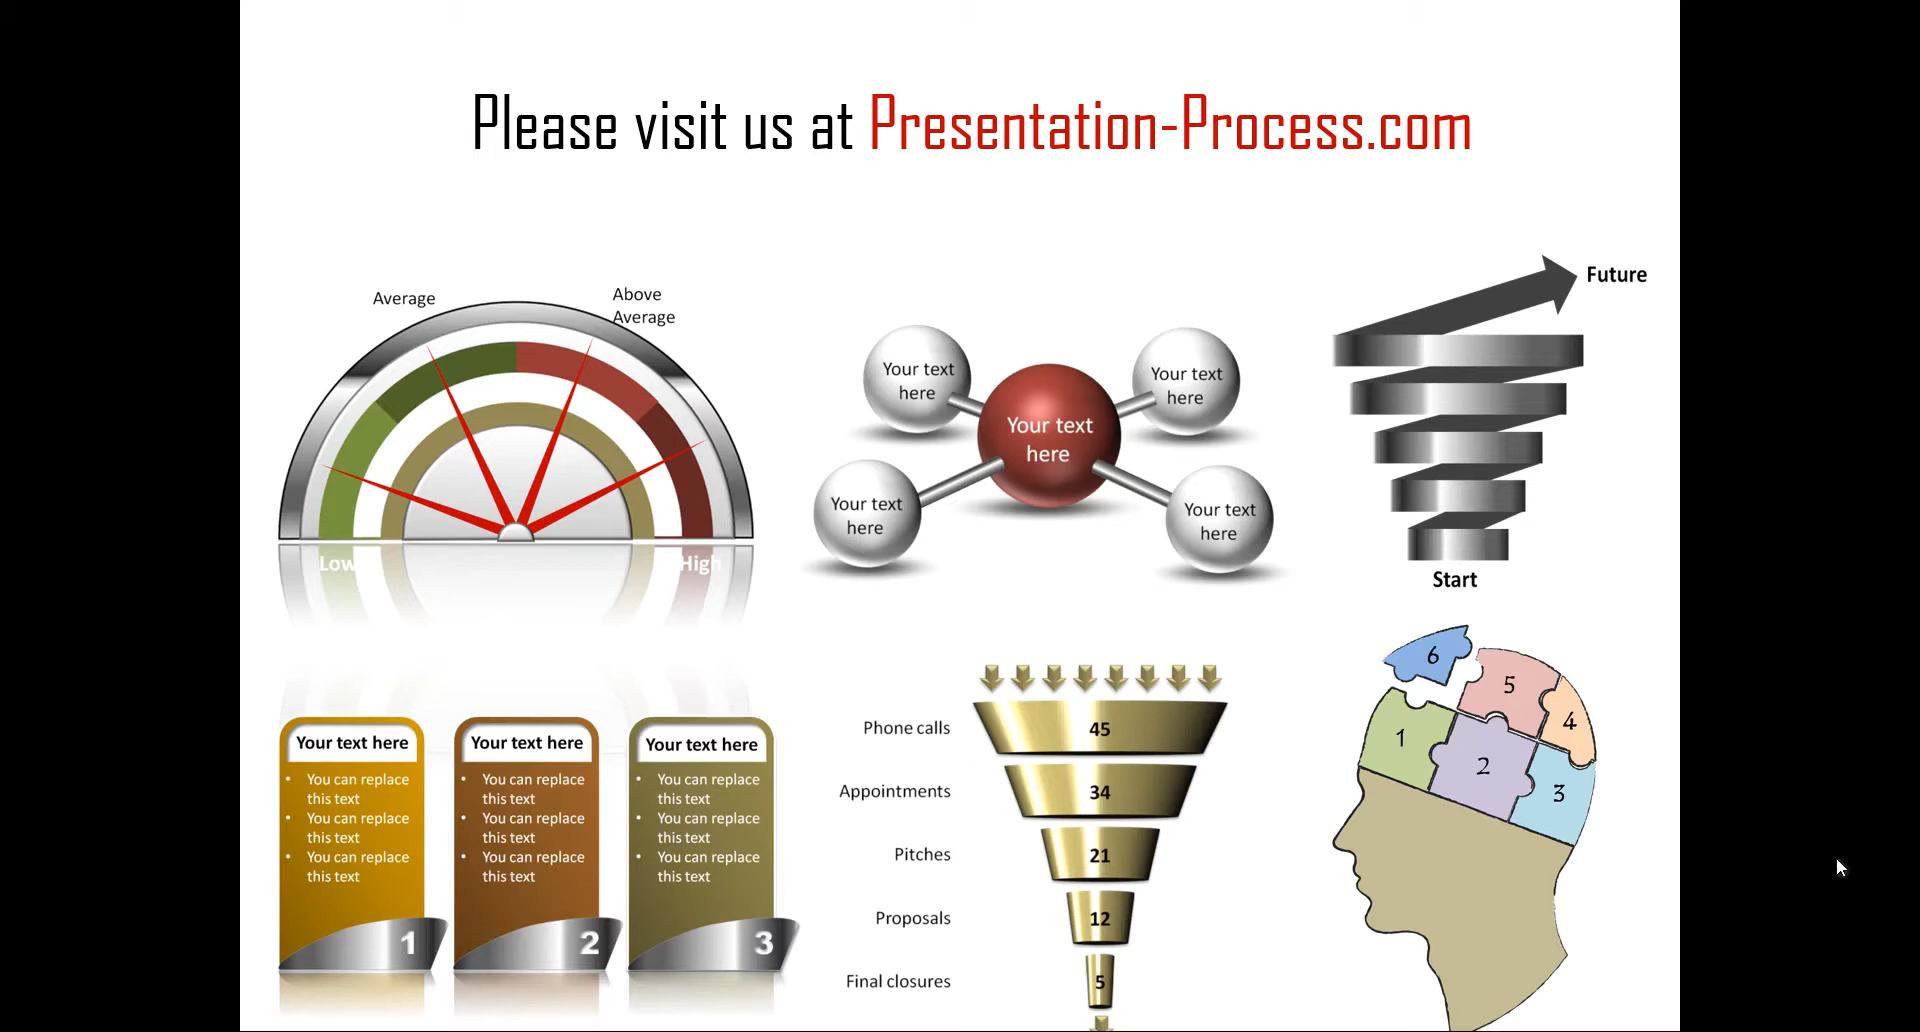 Please visit us at Presentation-Process.com
Average
Above
Average
Low
High
Your text
here
Your text
here
Your text
here
Your text
here
Your text
here
Future
Start
Your text here
• You can replace
this text
• You can replace
this text
• You can replace
this text
1
Your text here
• You can replace
this text
• You can replace
this text
• You can replace
this text
2
Your text here
• You can replace
this text
• You can replace
this text
• You can replace
this text
3
Phone calls 45
Appointments 34
Pitches 21
Proposals 12
Final closures 5
6
5
4
1
2
3